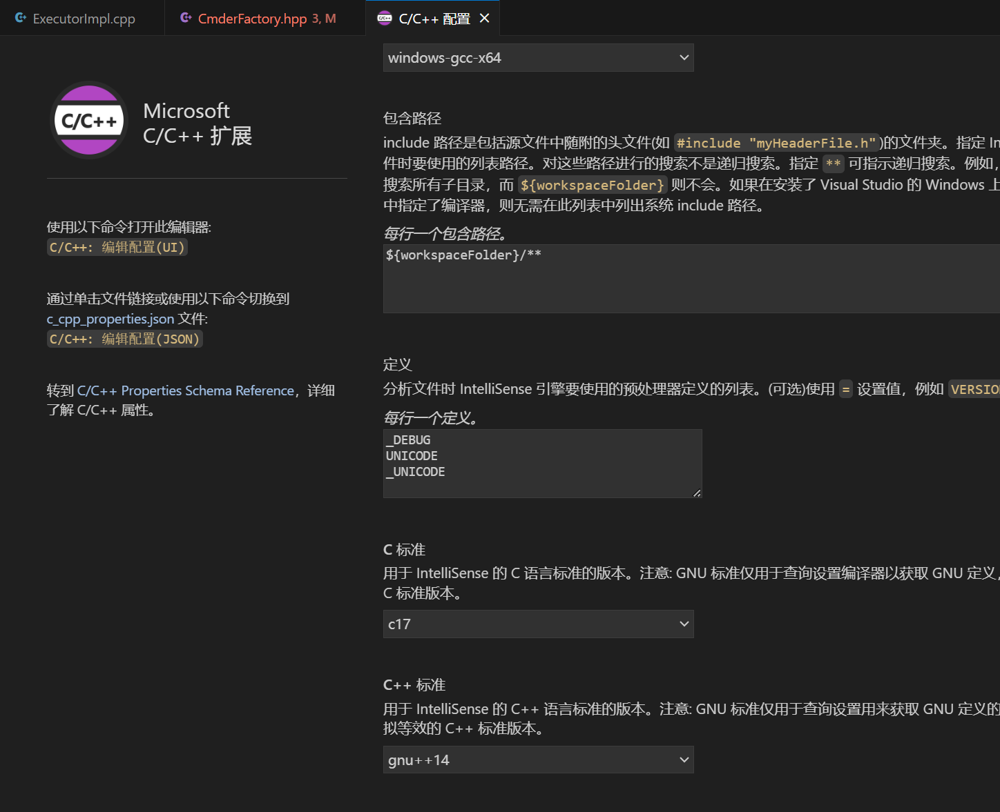 ExecutorImpl.cpp
CmderFactory.hpp 3, M
C/C++ 配置
windows-gcc-x64
C/C++
Microsoft
C/C++ 扩展
使用以下命令打开此编辑器:
C/C++: 编辑配置(UI)
通过单击文件链接或使用以下命令切换到
c_cpp_properties.json 文件:
C/C++: 编辑配置(JSON)
转到 C/C++ Properties Schema Reference，详细
了解 C/C++ 属性。
包含路径
include 路径是包括源文件中随附的头文件(如 #include "myHeaderFile.h")的文件夹。指定 In
件时要使用的列表路径。对这些路径进行的搜索不是递归搜索。指定 ** 可指示递归搜索。例如，
搜索所有子目录，而 ${workspaceFolder} 则不会。如果在安装了 Visual Studio 的 Windows 上
中指定了编译器，则无需在此列表中列出系统 include 路径。
每行一个包含路径。
${workspaceFolder}/**
定义
分析文件时 IntelliSense 引擎要使用的预处理器定义的列表。(可选)使用 = 设置值，例如 VERSION
每行一个定义。
_DEBUG
UNICODE
_UNICODE
C 标准
用于 IntelliSense 的 C 语言标准的版本。注意: GNU 标准仅用于查询设置编译器以获取 GNU 定义，
C 标准版本。
c17
C++ 标准
用于 IntelliSense 的 C++ 语言标准的版本。注意: GNU 标准仅用于查询设置用来获取 GNU 定义的
拟等效的 C++ 标准版本。
gnu++14